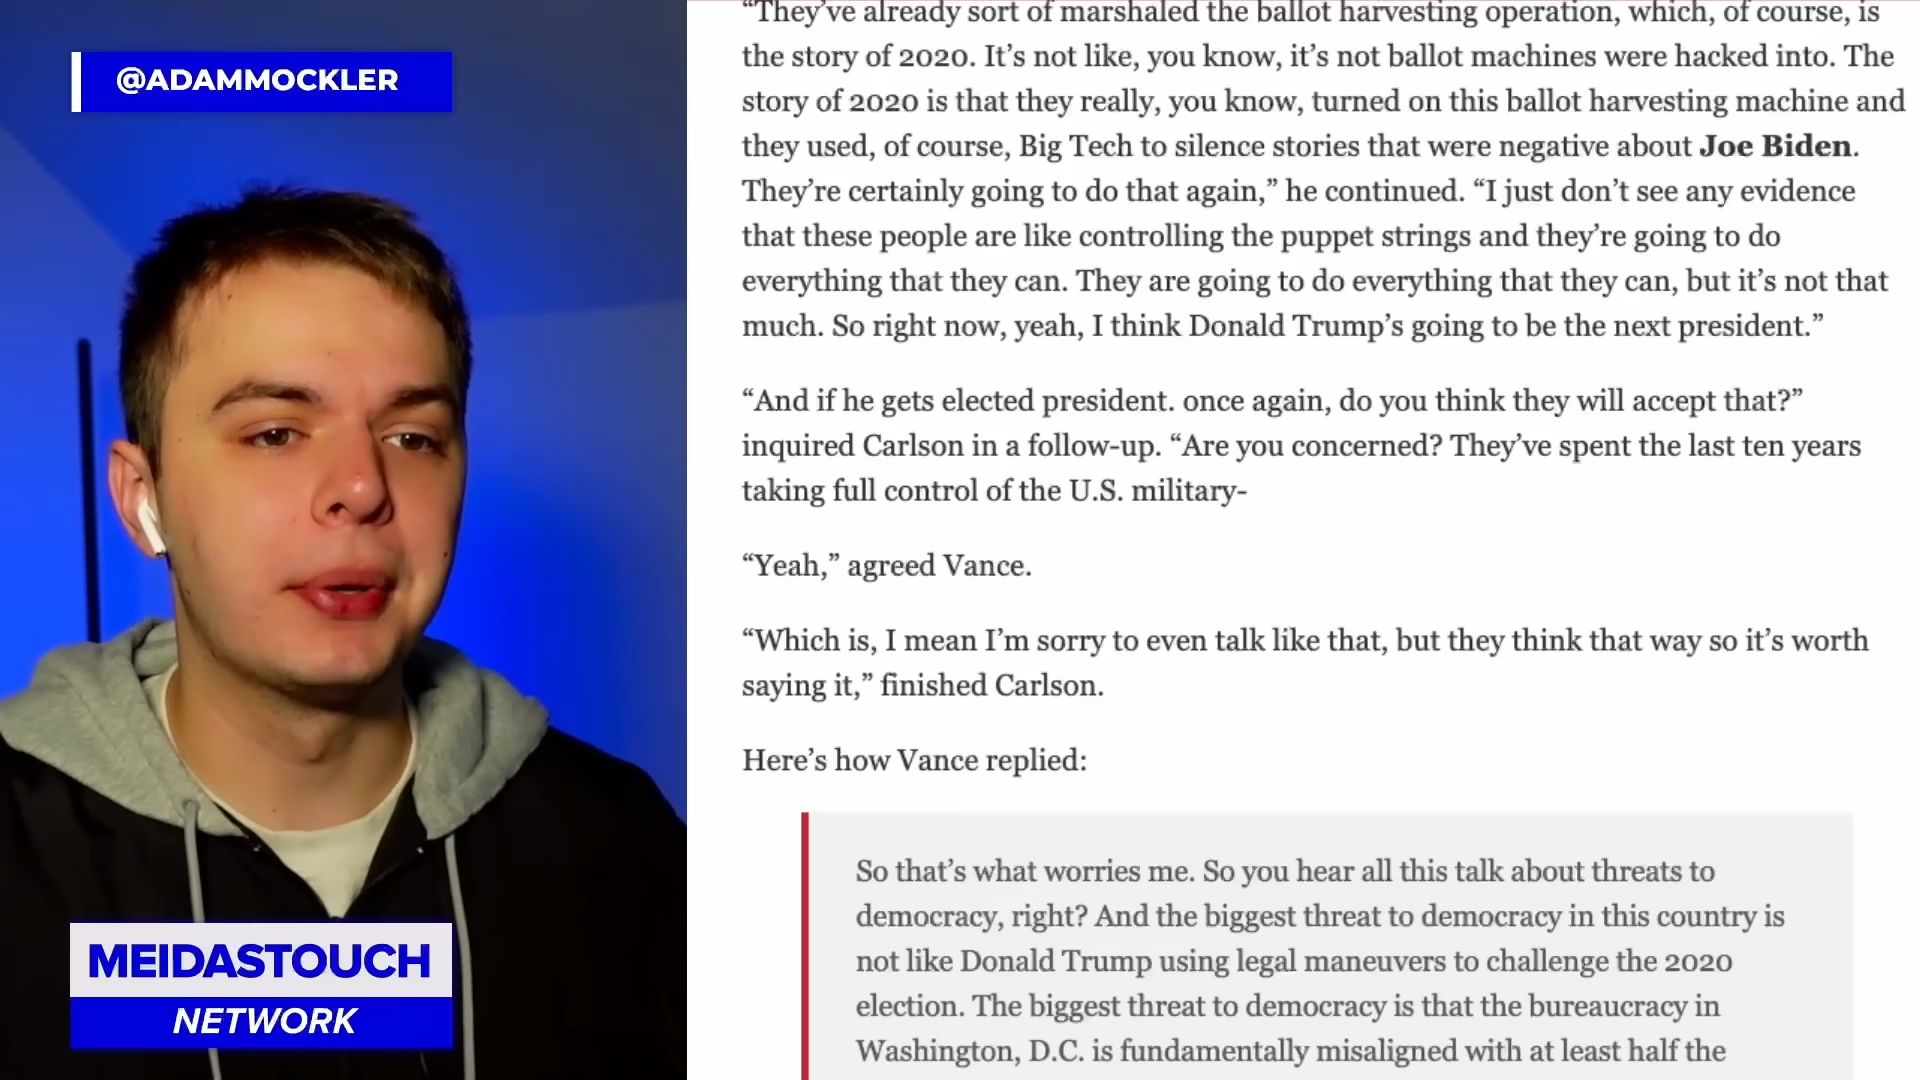 @ADAMMOCKLER
MEIDASTOUCH
NETWORK
“They’ve already sort of marshaled the ballot harvesting operation, which, of course, is
the story of 2020. It’s not like, you know, it’s not ballot machines were hacked into. The
story of 2020 is that they really, you know, turned on this ballot harvesting machine and
they used, of course, Big Tech to silence stories that were negative about Joe Biden.
They’re certainly going to do that again,” he continued. “I just don’t see any evidence
that these people are like controlling the puppet strings and they’re going to do
everything that they can. They are going to do everything that they can, but it’s not that
much. So right now, yeah, I think Donald Trump’s going to be the next president.”
“And if he gets elected president. once again, do you think they will accept that?”
inquired Carlson in a follow-up. “Are you concerned? They’ve spent the last ten years
taking full control of the U.S. military-
“Yeah,” agreed Vance.
“Which is, I mean I’m sorry to even talk like that, but they think that way so it’s worth
saying it,” finished Carlson.
Here’s how Vance replied:
So that’s what worries me. So you hear all this talk about threats to
democracy, right? And the biggest threat to democracy in this country is
not like Donald Trump using legal maneuvers to challenge the 2020
election. The biggest threat to democracy is that the bureaucracy in
Washington, D.C. is fundamentally misaligned with at least half the